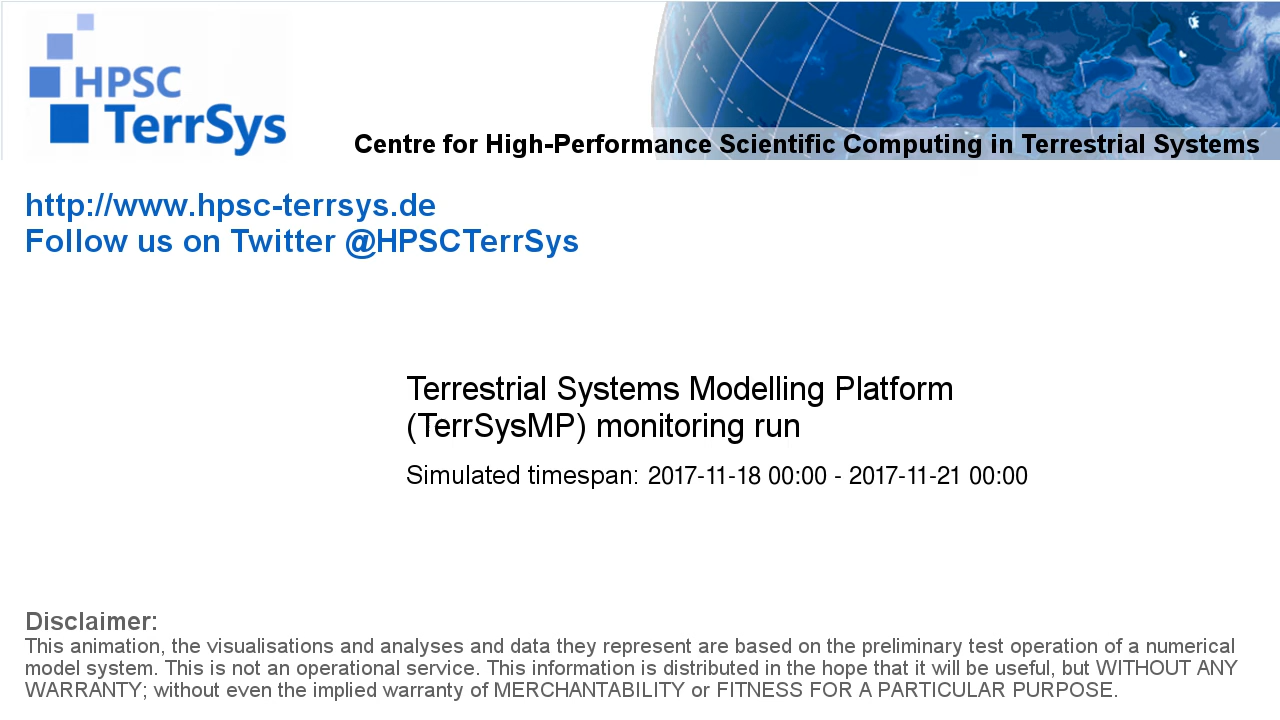 HPSC
TerrSys
Centre for High-Performance Scientific Computing in Terrestrial Systems
http://www.hpsc-terrsys.de
Follow us on Twitter @HPSCTerrSys
Terrestrial Systems Modelling Platform
(TerrSysMP) monitoring run
Simulated timespan: 2017-11-18 00:00 - 2017-11-21 00:00
Disclaimer:
This animation, the visualisations and analyses and data they represent are based on the preliminary test operation of a numerical
model system. This is not an operational service. This information is distributed in the hope that it will be useful, but WITHOUT ANY
WARRANTY; without even the implied warranty of MERCHANTABILITY or FITNESS FOR A PARTICULAR PURPOSE.